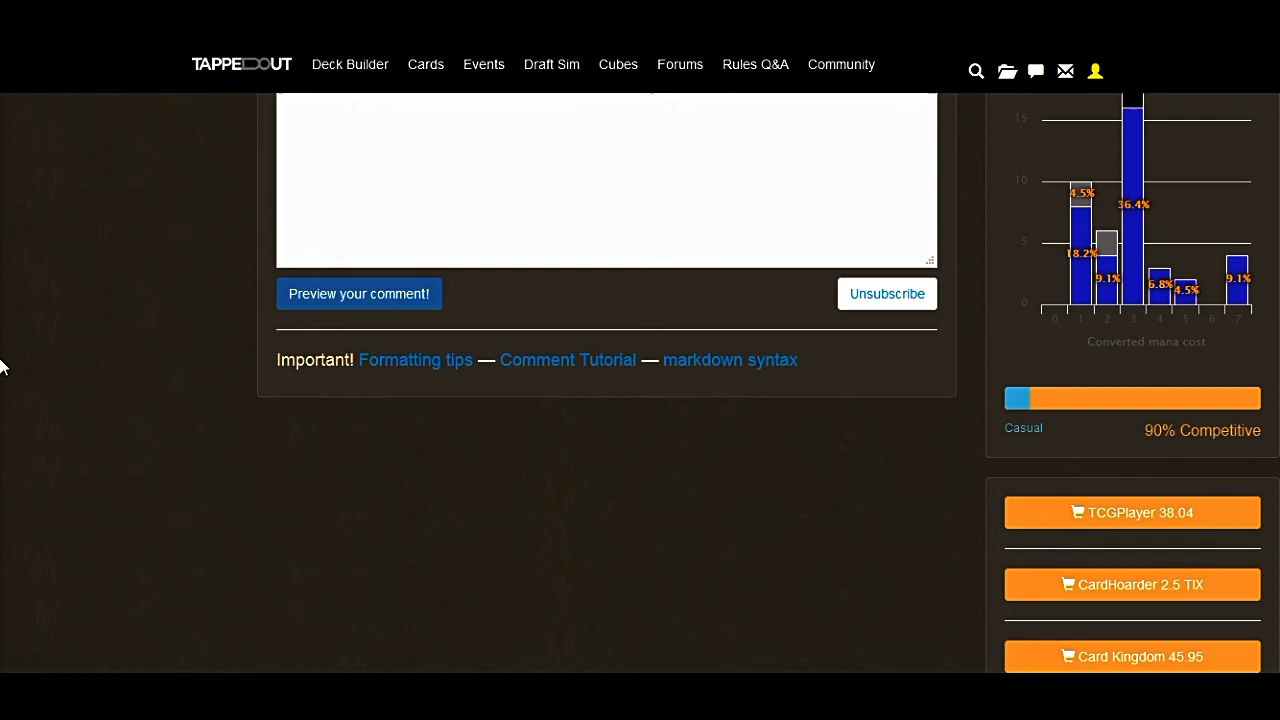 TAPPEDOUT Deck Builder Cards Events Draft Sim Cubes Forums Rules Q&A Community
Preview your comment! Unsubscribe
Important! Formatting tips — Comment Tutorial — markdown syntax
15
10
5
0
4.5%
36.4%
18.2%
9.1%
6.8%
4.5%
9.1%
0 1 2 3 4 5 6 7
Converted mana cost
Casual 90% Competitive
TCGPlayer 38.04
CardHoarder 2.5 TIX
Card Kingdom 45.95